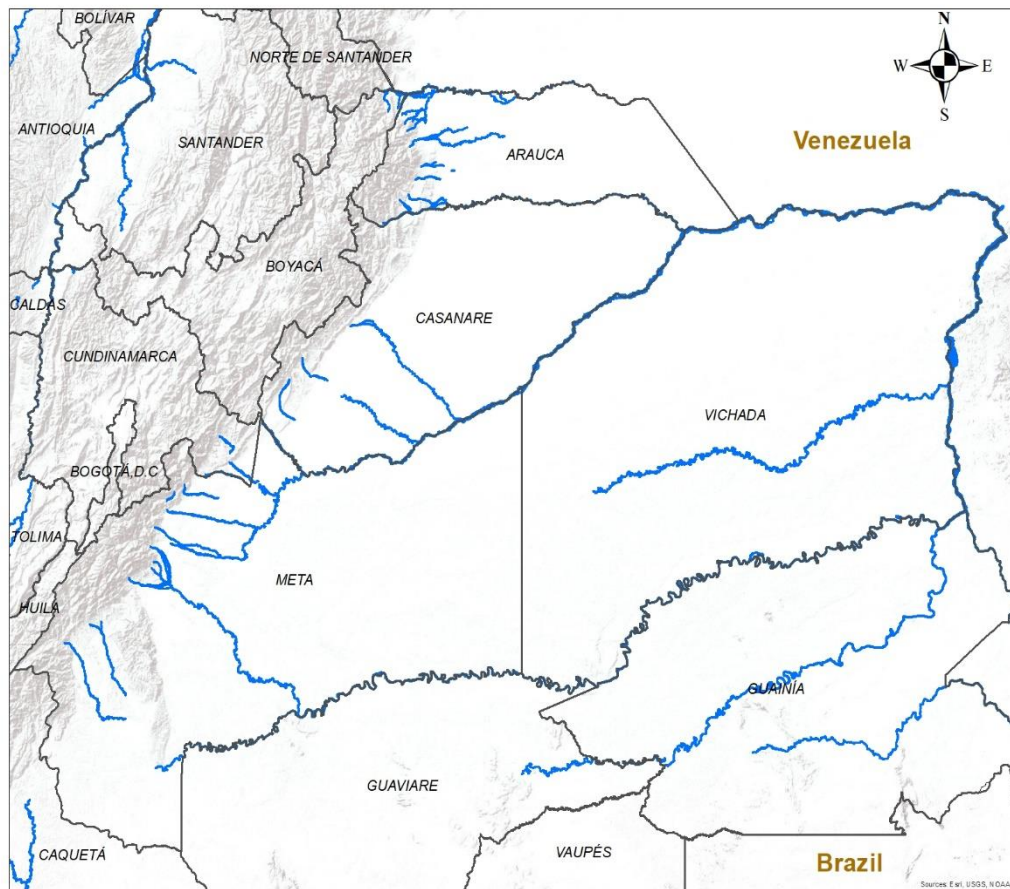 BOLÍVAR
N
NORTE DE SANTANDER
W
E
S
ANTIOQUIA
SANTANDER
Venezuela
ARAUCA
BOYACÁ
CALDAS
CASANARE
CUNDINAMARCA
VICHADA
BOGOTÁ,D.C
TOLIMA
META
HUILA
GUAINÍA
GUAVIARE
CAQUETÁ
VAUPÉS
Brazil
Sources: Esri, USGS, NOAA